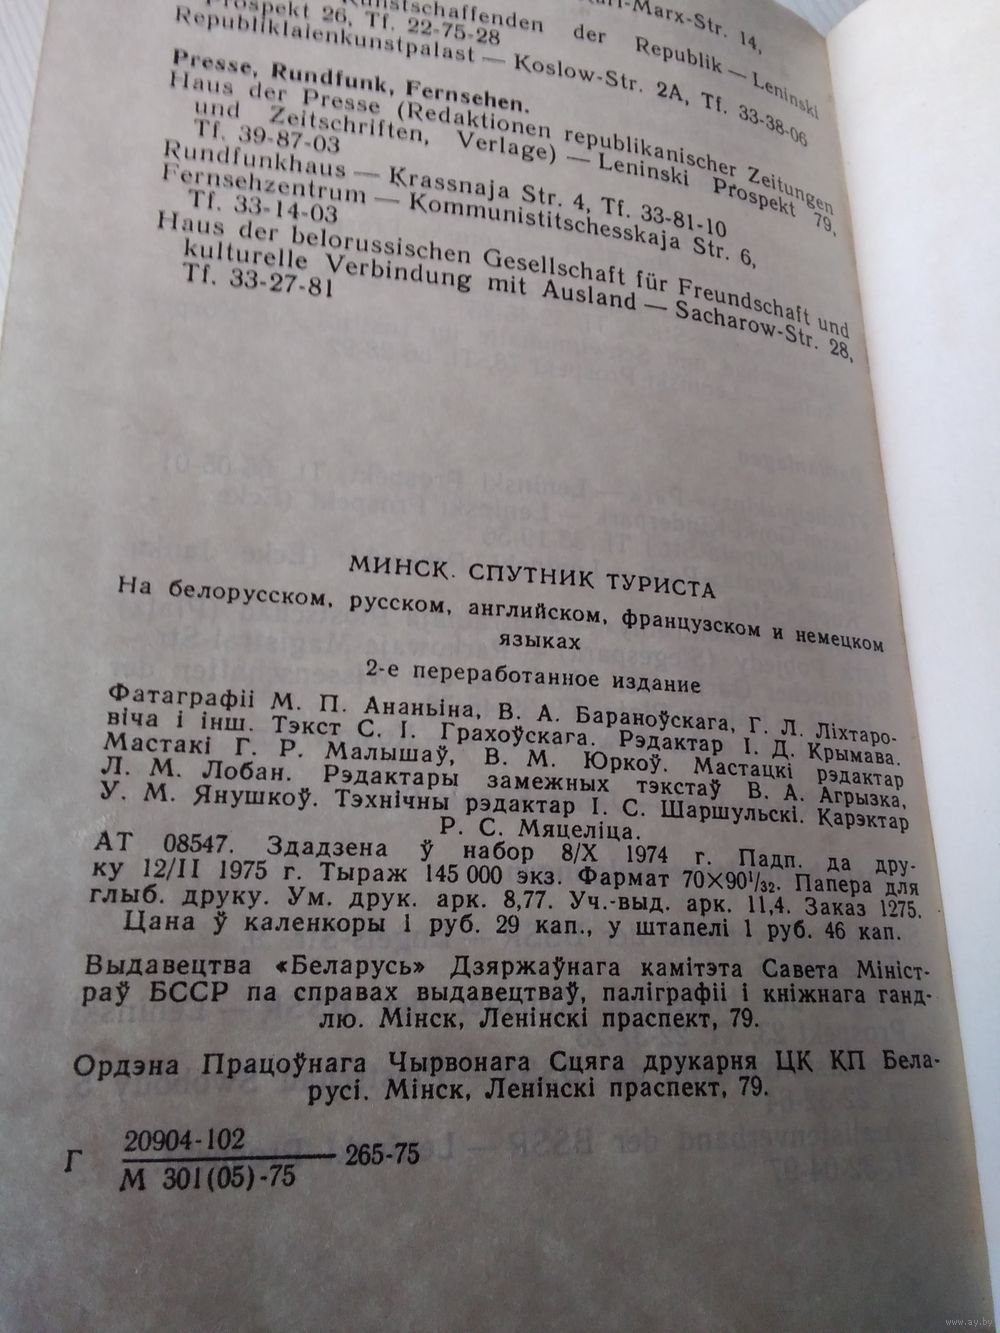 Karl-Marx-Str. 14,
Kunstschaffenden der Republik — Leninski
Prospekt 26, Tf. 22-75-28
Republiklaienkunstpalast — Koslow-Str. 2A, Tf. 33-38-06
Presse, Rundfunk, Fernsehen.
Haus der Presse (Redaktionen republikanischer Zeitungen
und Zeitschriften, Verlage) — Leninski Prospekt 79,
Tf. 39-87-03
Rundfunkhaus — Krassnaja Str. 4, Tf. 33-81-10
Fernsehzentrum — Kommunistitschesskaja Str. 6,
Tf. 33-14-03
Haus der belorussischen Gesellschaft für Freundschaft und
kulturelle Verbindung mit Ausland — Sacharow-Str. 28,
Tf. 33-27-81
МИНСК. СПУТНИК ТУРИСТА
На белорусском, русском, английском, французском и немецком
языках
2-е переработанное издание
Фатаграфіі М. П. Ананьіна, В. А. Бараноўскага, Г. Л. Ліхтаро-
віча і інш. Тэкст С. І. Грахоўскага. Рэдактар І. Д. Крымава.
Мастакі Г. Р. Малышаў, В. М. Юркоў. Мастацкі рэдактар
Л. М. Лобан. Рэдактары замежных тэкстаў В. А. Агрызка,
У. М. Янушкоў. Тэхнічны рэдактар І. С. Шаршульскі. Карэктар
Р. С. Мяцеліца.
АТ 08547. Здадзена ў набор 8/X 1974 г. Падп. да дру-
ку 12/II 1975 г. Тыраж 145 000 экз. Фармат 70×90¹/₃₂. Папера для
глыб. друку. Ум. друк. арк. 8,77. Уч.-выд. арк. 11,4. Заказ 1275.
Цана ў каленкоры 1 руб. 29 кап., у штапелі 1 руб. 46 кап.
Выдавецтва «Беларусь» Дзяржаўнага камітэта Савета Мініст-
раў БССР па справах выдавецтваў, паліграфіі і кніжнага ганд-
лю. Мінск, Ленінскі праспект, 79.
Ордэна Працоўнага Чырвонага Сцяга друкарня ЦК КП Бела-
русі. Мінск, Ленінскі праспект, 79.
Г 20904-102
М 301(05)-75 265-75
www.ay.by